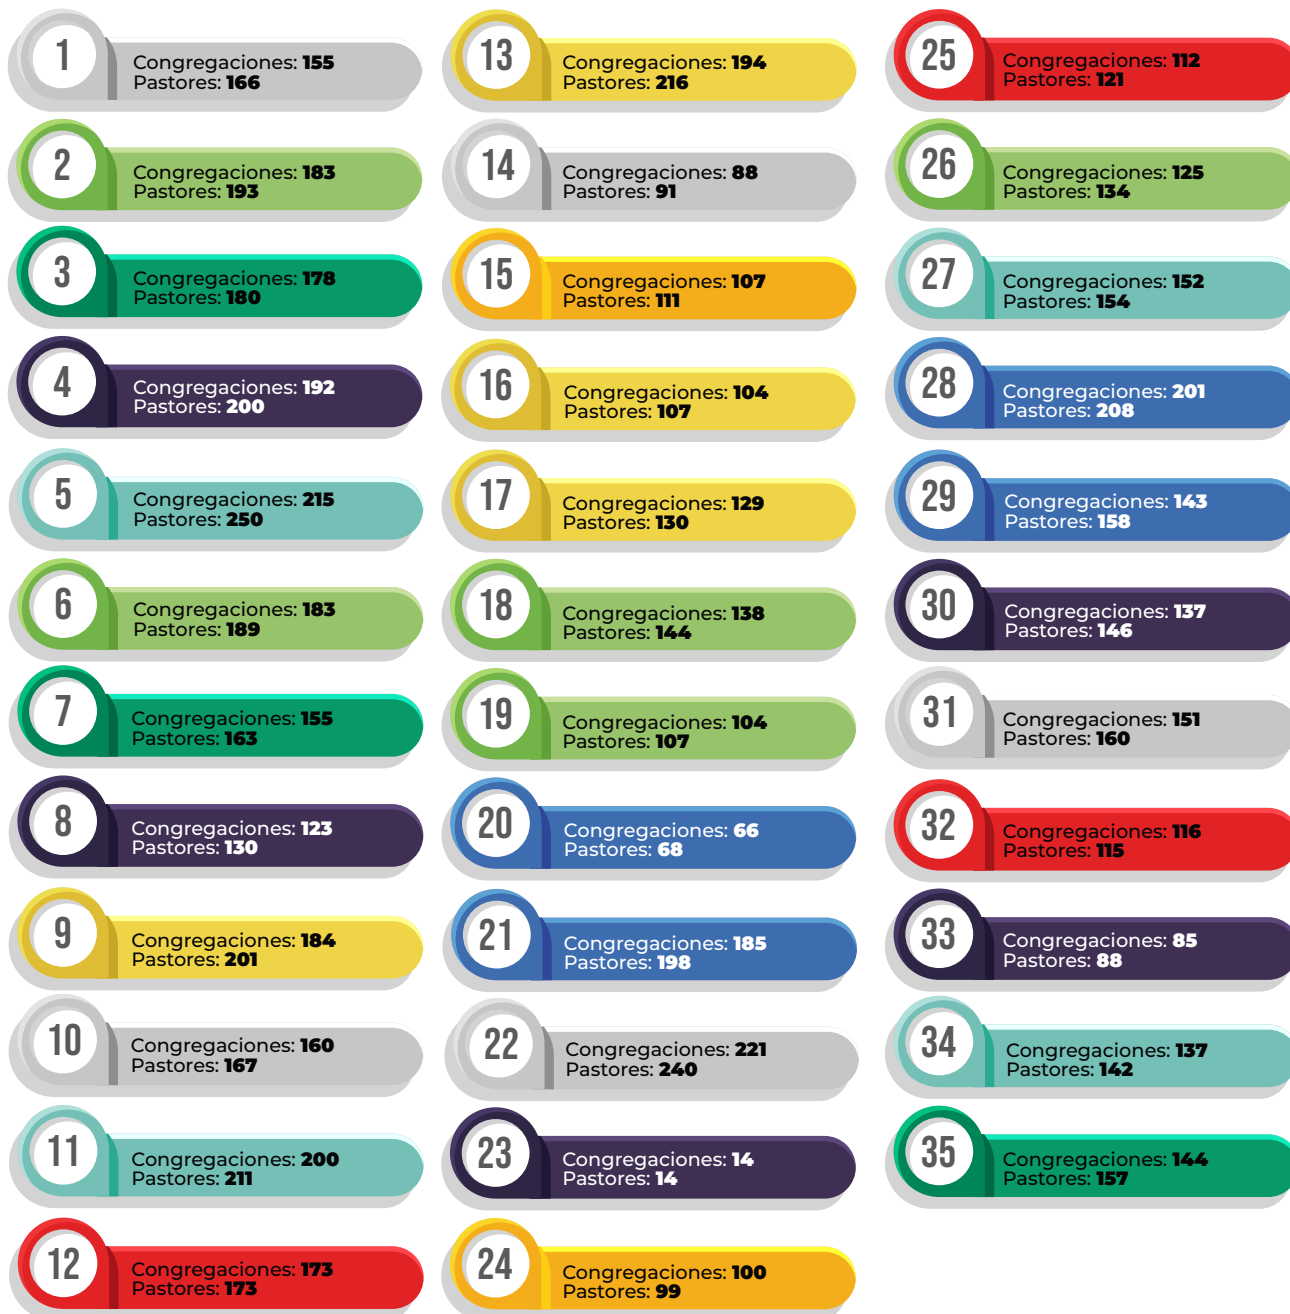 1
Congregaciones: 155
Pastores: 166
2
Congregaciones: 183
Pastores: 193
3
Congregaciones: 178
Pastores: 180
4
Congregaciones: 192
Pastores: 200
5
Congregaciones: 215
Pastores: 250
6
Congregaciones: 183
Pastores: 189
7
Congregaciones: 155
Pastores: 163
8
Congregaciones: 123
Pastores: 130
9
Congregaciones: 184
Pastores: 201
10
Congregaciones: 160
Pastores: 167
11
Congregaciones: 200
Pastores: 211
12
Congregaciones: 173
Pastores: 173
13
Congregaciones: 194
Pastores: 216
14
Congregaciones: 88
Pastores: 91
15
Congregaciones: 107
Pastores: 111
16
Congregaciones: 104
Pastores: 107
17
Congregaciones: 129
Pastores: 130
18
Congregaciones: 138
Pastores: 144
19
Congregaciones: 104
Pastores: 107
20
Congregaciones: 66
Pastores: 68
21
Congregaciones: 185
Pastores: 198
22
Congregaciones: 221
Pastores: 240
23
Congregaciones: 14
Pastores: 14
24
Congregaciones: 100
Pastores: 99
25
Congregaciones: 112
Pastores: 121
26
Congregaciones: 125
Pastores: 134
27
Congregaciones: 152
Pastores: 154
28
Congregaciones: 201
Pastores: 208
29
Congregaciones: 143
Pastores: 158
30
Congregaciones: 137
Pastores: 146
31
Congregaciones: 151
Pastores: 160
32
Congregaciones: 116
Pastores: 115
33
Congregaciones: 85
Pastores: 88
34
Congregaciones: 137
Pastores: 142
35
Congregaciones: 144
Pastores: 157